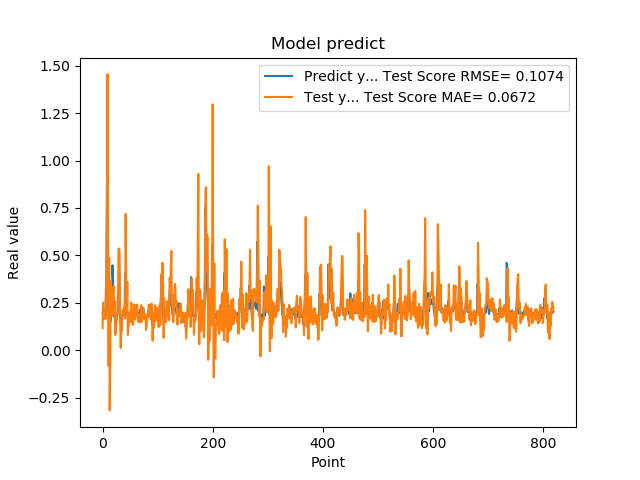 Model predict
Predict y... Test Score RMSE= 0.1074
Test y... Test Score MAE= 0.0672
1.50
1.25
1.00
0.75
0.50
0.25
0.00
−0.25
Real value
0 200 400 600 800
Point